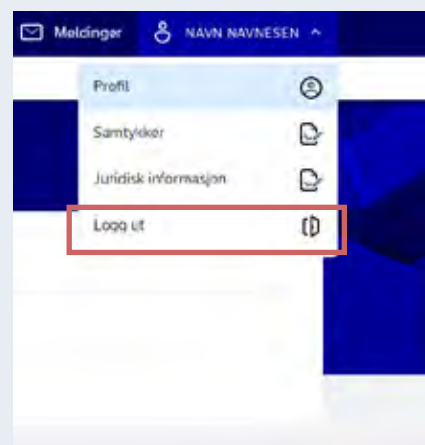 Meldinger NAVN NAVNESEN
Profil
Samtykker
Juridisk informasjon
Logg ut